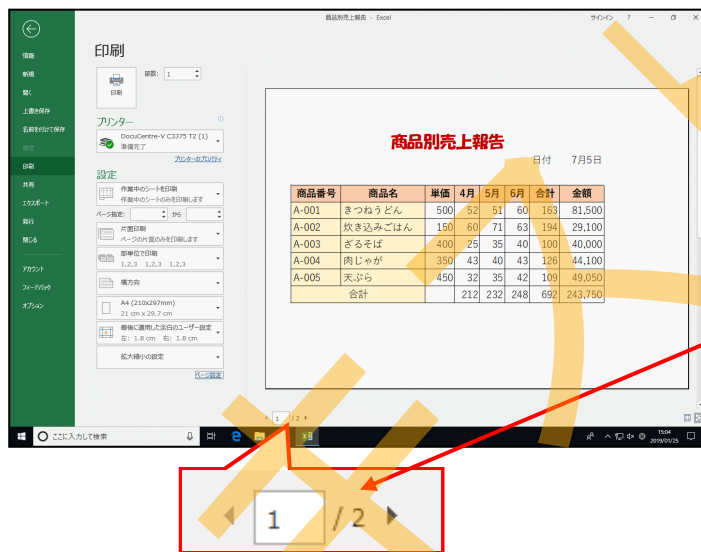 商品別売上報告 - Excel
サインイン ?
情報
新規
開く
上書き保存
名前を付けて保存
履歴
印刷
共有
エクスポート
発行
閉じる
アカウント
フィードバック
オプション
印刷
部数: 1
印刷
プリンター
DocuCentre-V C3375 T2 (1)
準備完了
プリンターのプロパティ
設定
作業中のシートを印刷
作業中のシートのみを印刷します
ページ指定: から
片面印刷
ページの片面のみを印刷します
部単位で印刷
1,2,3 1,2,3 1,2,3
横方向
A4 (210x297mm)
21 cm x 29.7 cm
最後に適用した余白のユーザー設定
左: 1.8 cm 右: 1.8 cm
拡大縮小の設定
ページ設定
商品別売上報告
日付 7月5日
商品番号 商品名 単価 4月 5月 6月 合計 金額
A-001 きつねうどん 500 52 51 60 163 81,500
A-002 炊き込みごはん 150 60 71 63 194 29,100
A-003 ざるそば 400 25 35 40 100 40,000
A-004 肉じゃが 350 43 40 43 126 44,100
A-005 天ぷら 450 32 35 42 109 49,050
合計 212 232 248 692 243,750
1 / 2
ここに入力して検索
15:04
2019/01/25
1 / 2